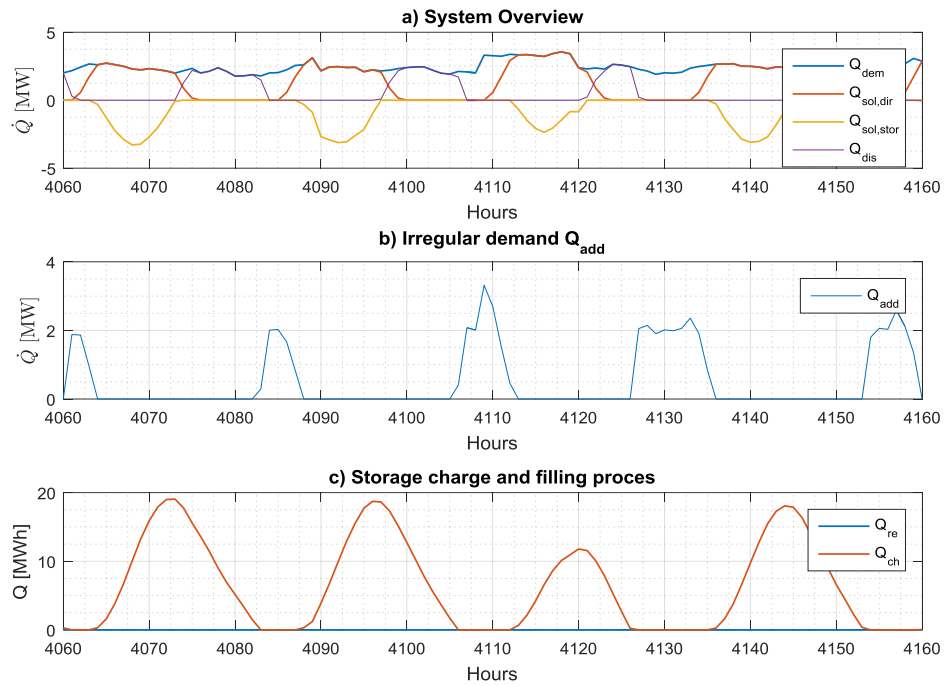 a) System Overview
5
0
-5
Q̇ [MW]
Q_dem
Q_sol,dir
Q_sol,stor
Q_dis
4060 4070 4080 4090 4100 4110 4120 4130 4140 4150 4160
Hours
b) Irregular demand Q_add
4
2
0
Q̇ [MW]
Q_add
4060 4070 4080 4090 4100 4110 4120 4130 4140 4150 4160
Hours
c) Storage charge and filling proces
20
10
0
Q [MWh]
Q_re
Q_ch
4060 4070 4080 4090 4100 4110 4120 4130 4140 4150 4160
Hours